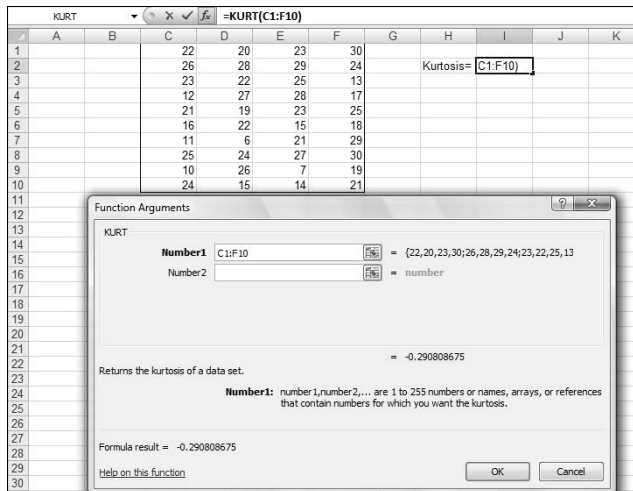 KURT fx =KURT(C1:F10)
A B C D E F G H I J K
1 22 20 23 30
2 26 28 29 24 Kurtosis= C1:F10)
3 23 22 25 13
4 12 27 28 17
5 21 19 23 25
6 16 22 15 18
7 11 6 21 29
8 25 24 27 30
9 10 26 7 19
10 24 15 14 21
11
12 Function Arguments ?
13 KURT
14 Number1 C1:F10 = {22,20,23,30;26,28,29,24;23,22,25,13
15
16 Number2 = number
17
18
19
20
21 = -0.290808675
22 Returns the kurtosis of a data set.
23
24 Number1: number1,number2,... are 1 to 255 numbers or names, arrays, or references
25 that contain numbers for which you want the kurtosis.
26
27
28 Formula result = -0.290808675
29 Help on this function OK Cancel
30